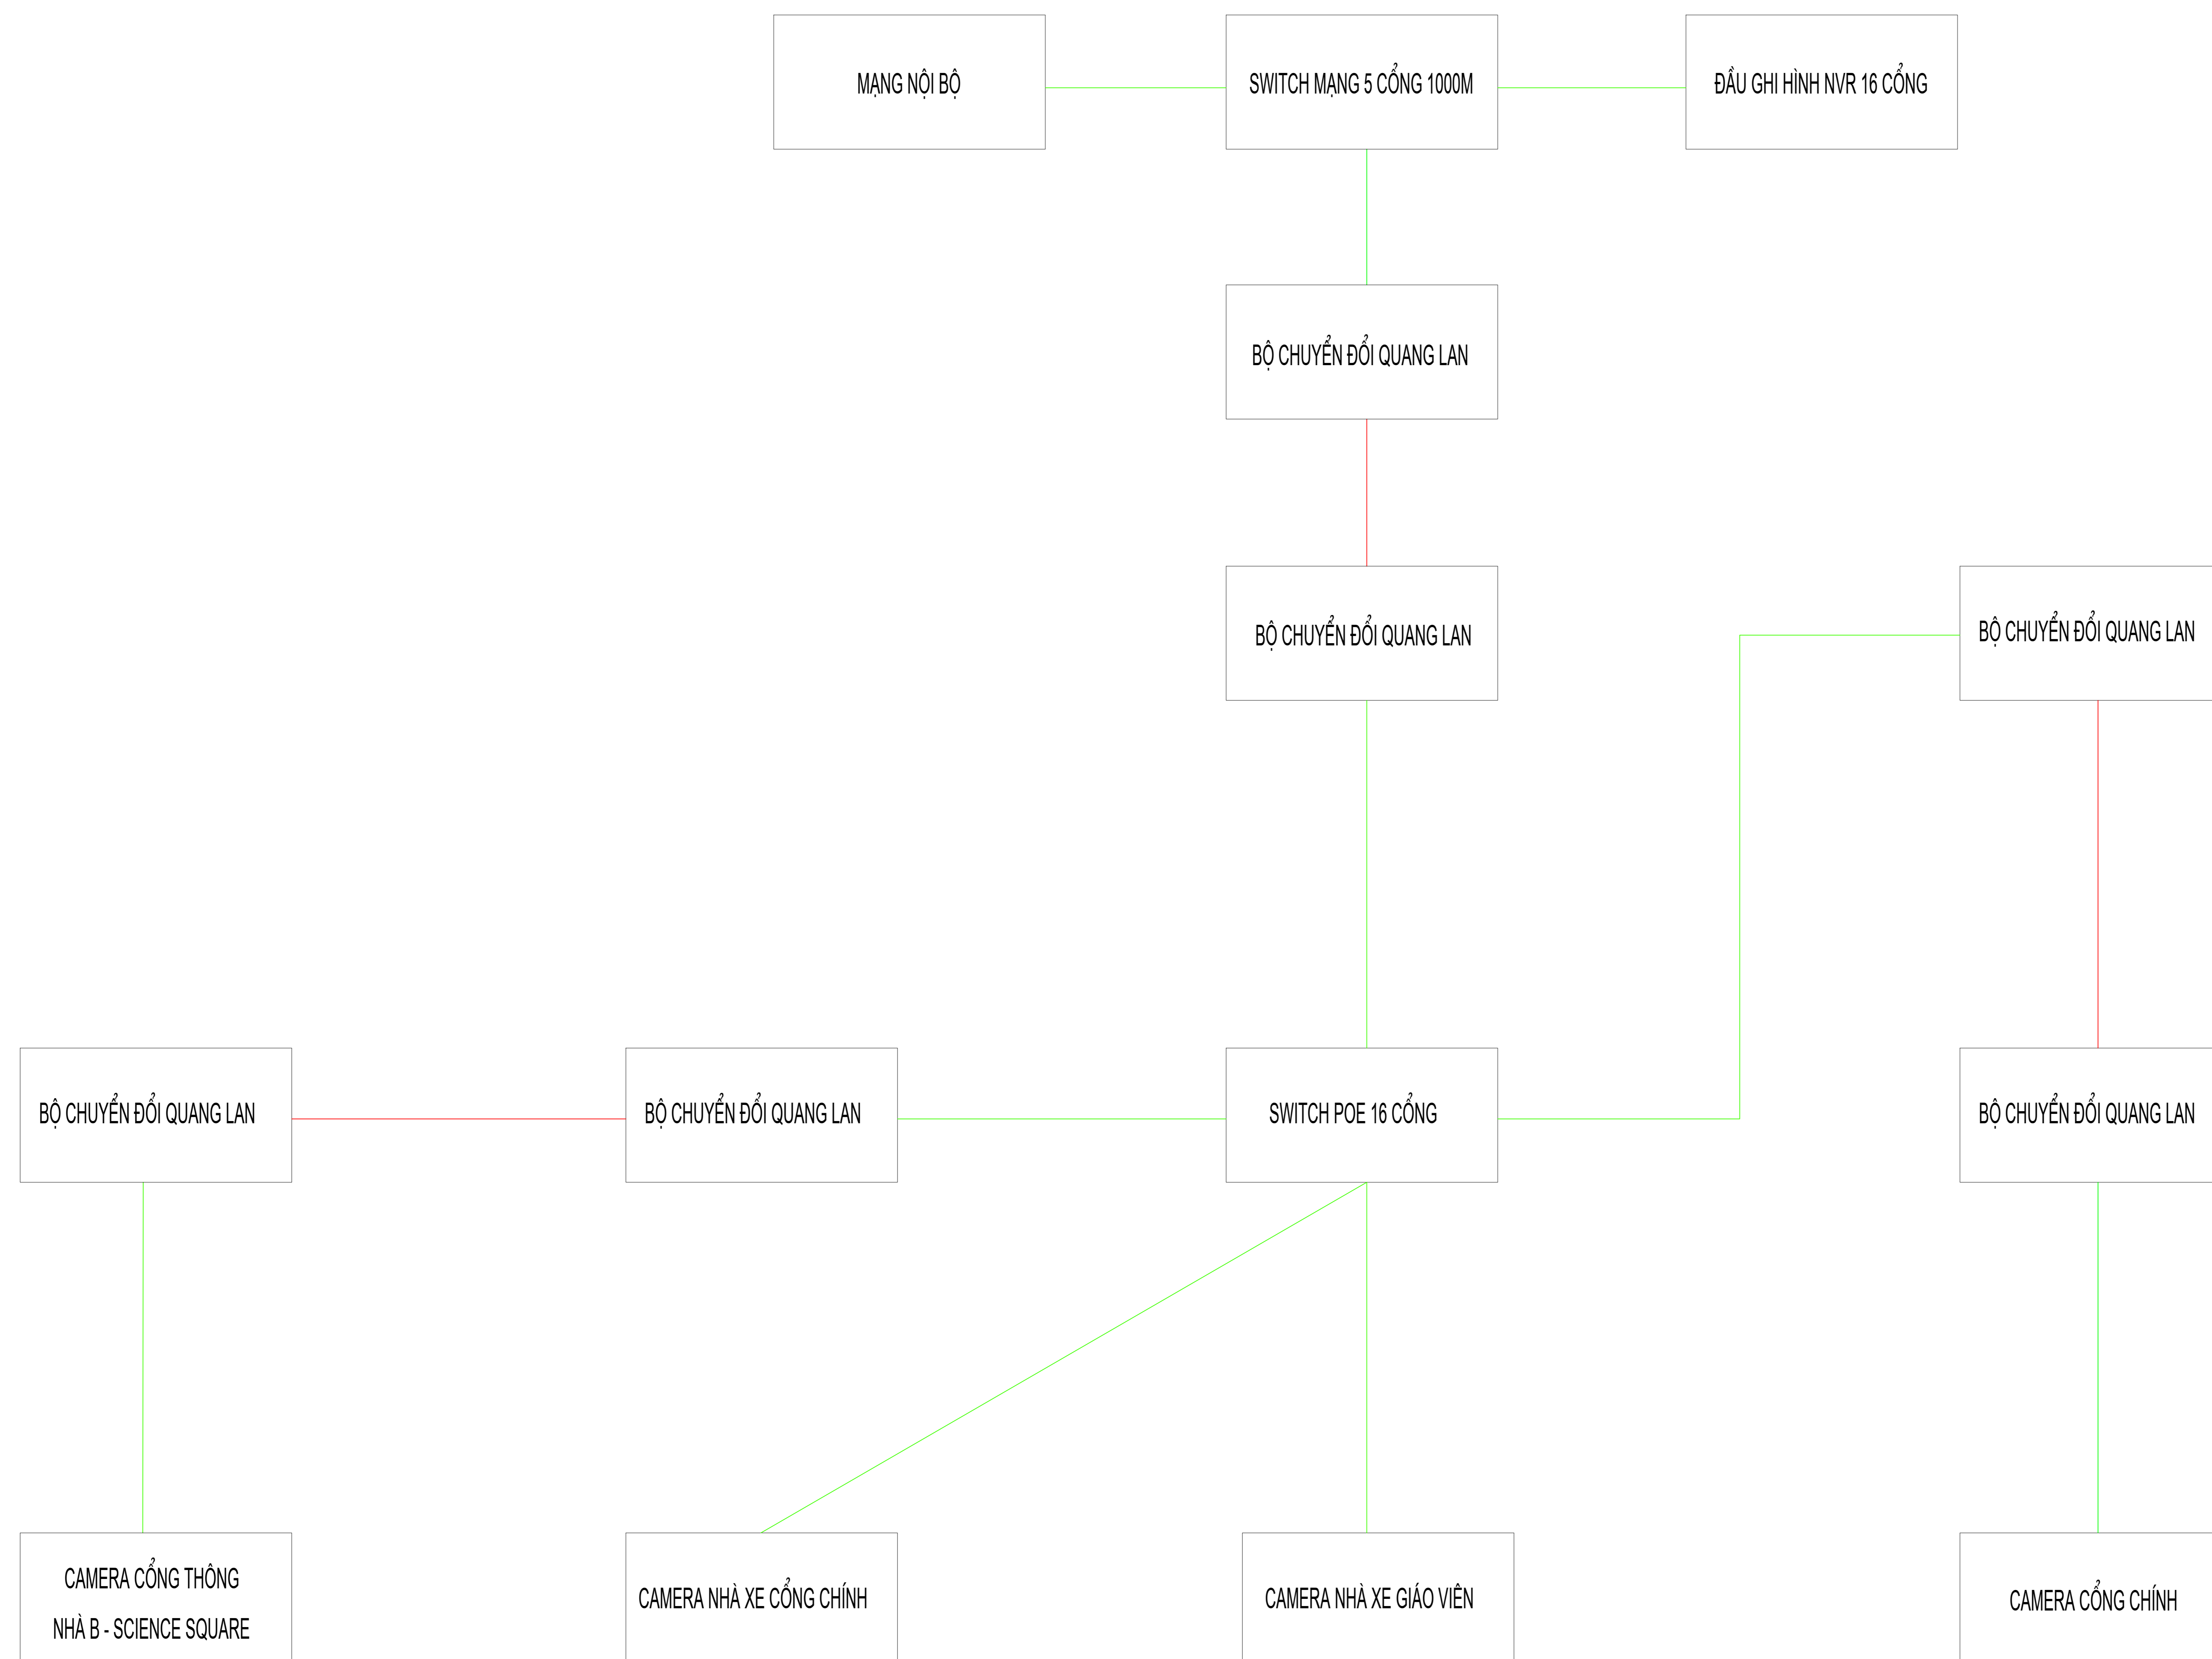 MẠNG NỘI BỘ
SWITCH MẠNG 5 CỔNG 1000M
ĐẦU GHI HÌNH NVR 16 CỔNG
BỘ CHUYỂN ĐỔI QUANG LAN
BỘ CHUYỂN ĐỔI QUANG LAN
BỘ CHUYỂN ĐỔI QUANG LAN
BỘ CHUYỂN ĐỔI QUANG LAN
BỘ CHUYỂN ĐỔI QUANG LAN
SWITCH POE 16 CỔNG
BỘ CHUYỂN ĐỔI QUANG LAN
CAMERA CỔNG THÔNG
NHÀ B - SCIENCE SQUARE
CAMERA NHÀ XE CỔNG CHÍNH
CAMERA NHÀ XE GIÁO VIÊN
CAMERA CỔNG CHÍNH